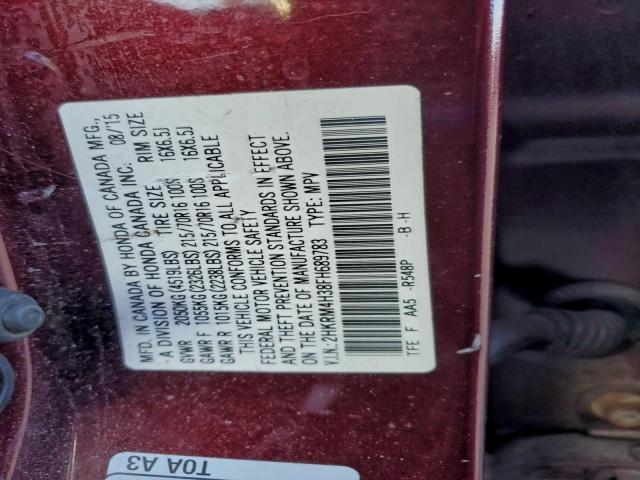 MFD. IN CANADA BY HONDA OF CANADA MFG.,
A DIVISION OF HONDA CANADA INC. 08/15
TIRE SIZE RIM SIZE
GVWR 2050KG(4519LBS)
GAWR F 1055KG(2326LBS) 215/70R16 100S 16X6.5J
GAWR R 1015KG(2238LBS) 215/70R16 100S 16X6.5J
THIS VEHICLE CONFORMS TO ALL APPLICABLE
FEDERAL MOTOR VEHICLE SAFETY
AND THEFT PREVENTION STANDARDS IN EFFECT
ON THE DATE OF MANUFACTURE SHOWN ABOVE.
V.I.N.: 2HKRM4H38FH689783 TYPE: MPV
TFE F AA5 -R548P -B -H
TOA A3